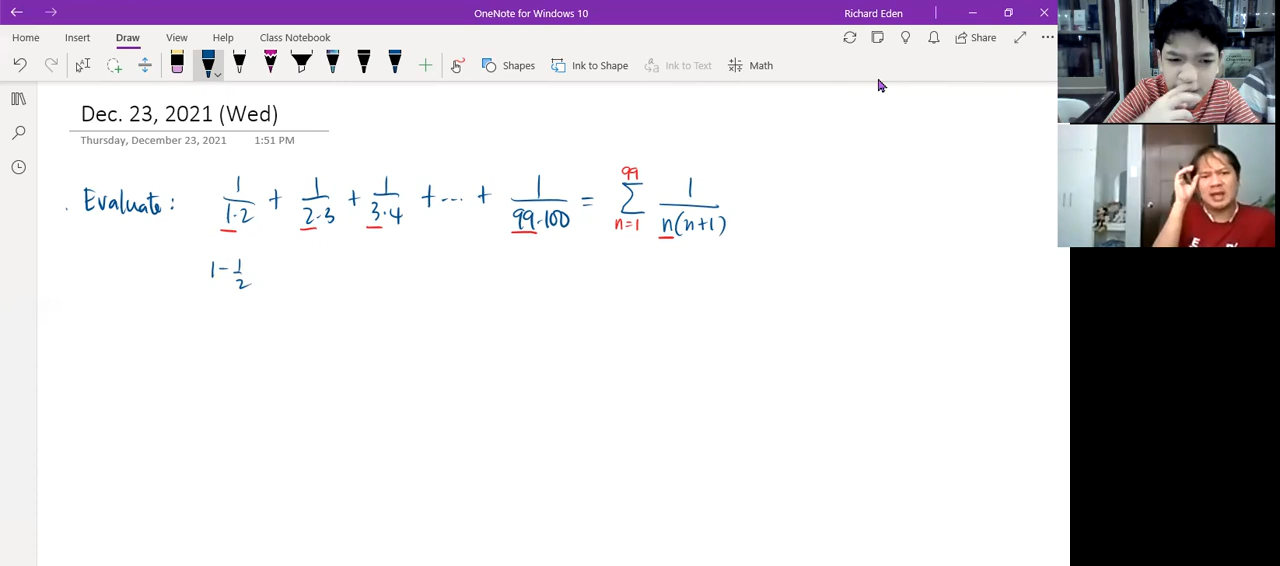 OneNote for Windows 10
Richard Eden
Home Insert Draw View Help Class Notebook
Share
Shapes Ink to Shape Ink to Text Math
Dec. 23, 2021 (Wed)
Thursday, December 23, 2021 1:51 PM
Evaluate: 1/(1·2) + 1/(2·3) + 1/(3·4) + ... + 1/(99·100) = ∑_{n=1}^{99} 1/(n(n+1))
1 - 1/2